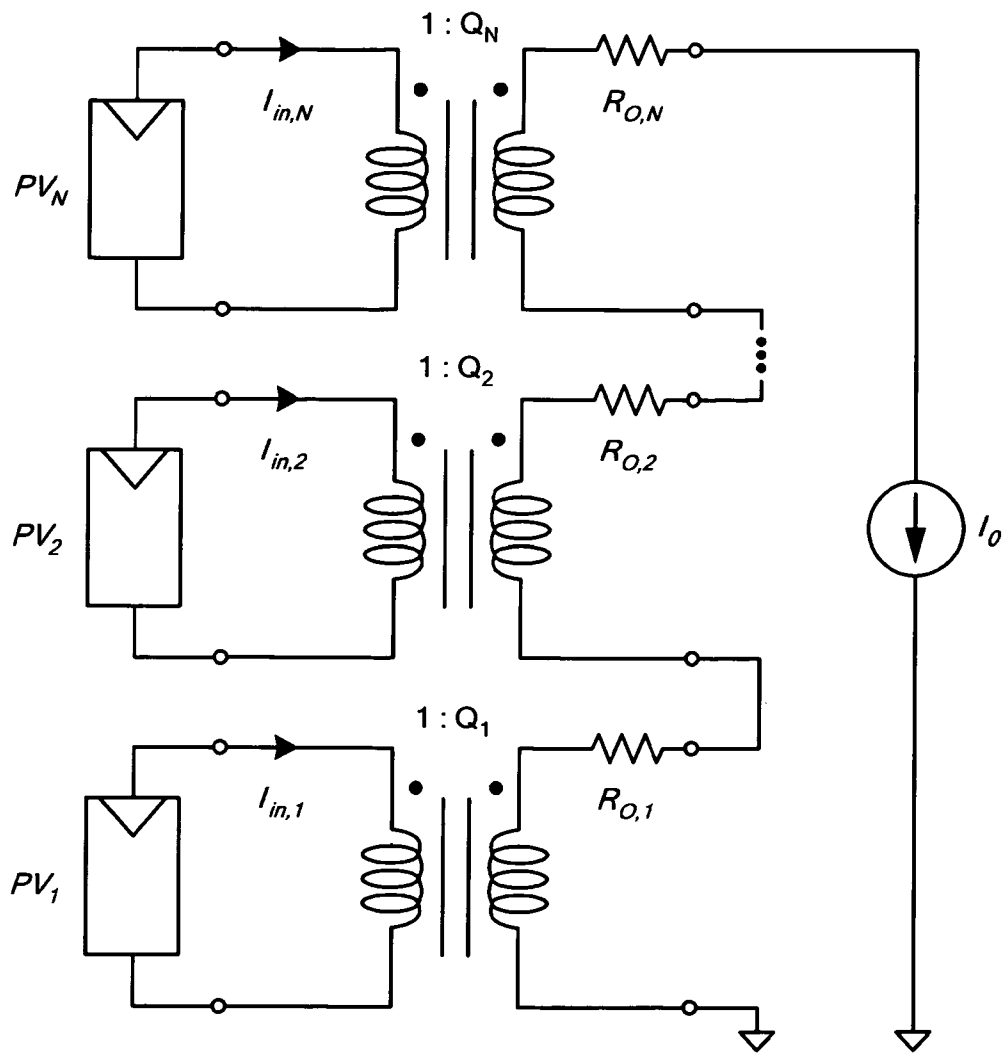 1 : Q_N
I_in,N
R_O,N
PV_N
1 : Q_2
I_in,2
R_O,2
PV_2
I_0
1 : Q_1
I_in,1
R_O,1
PV_1